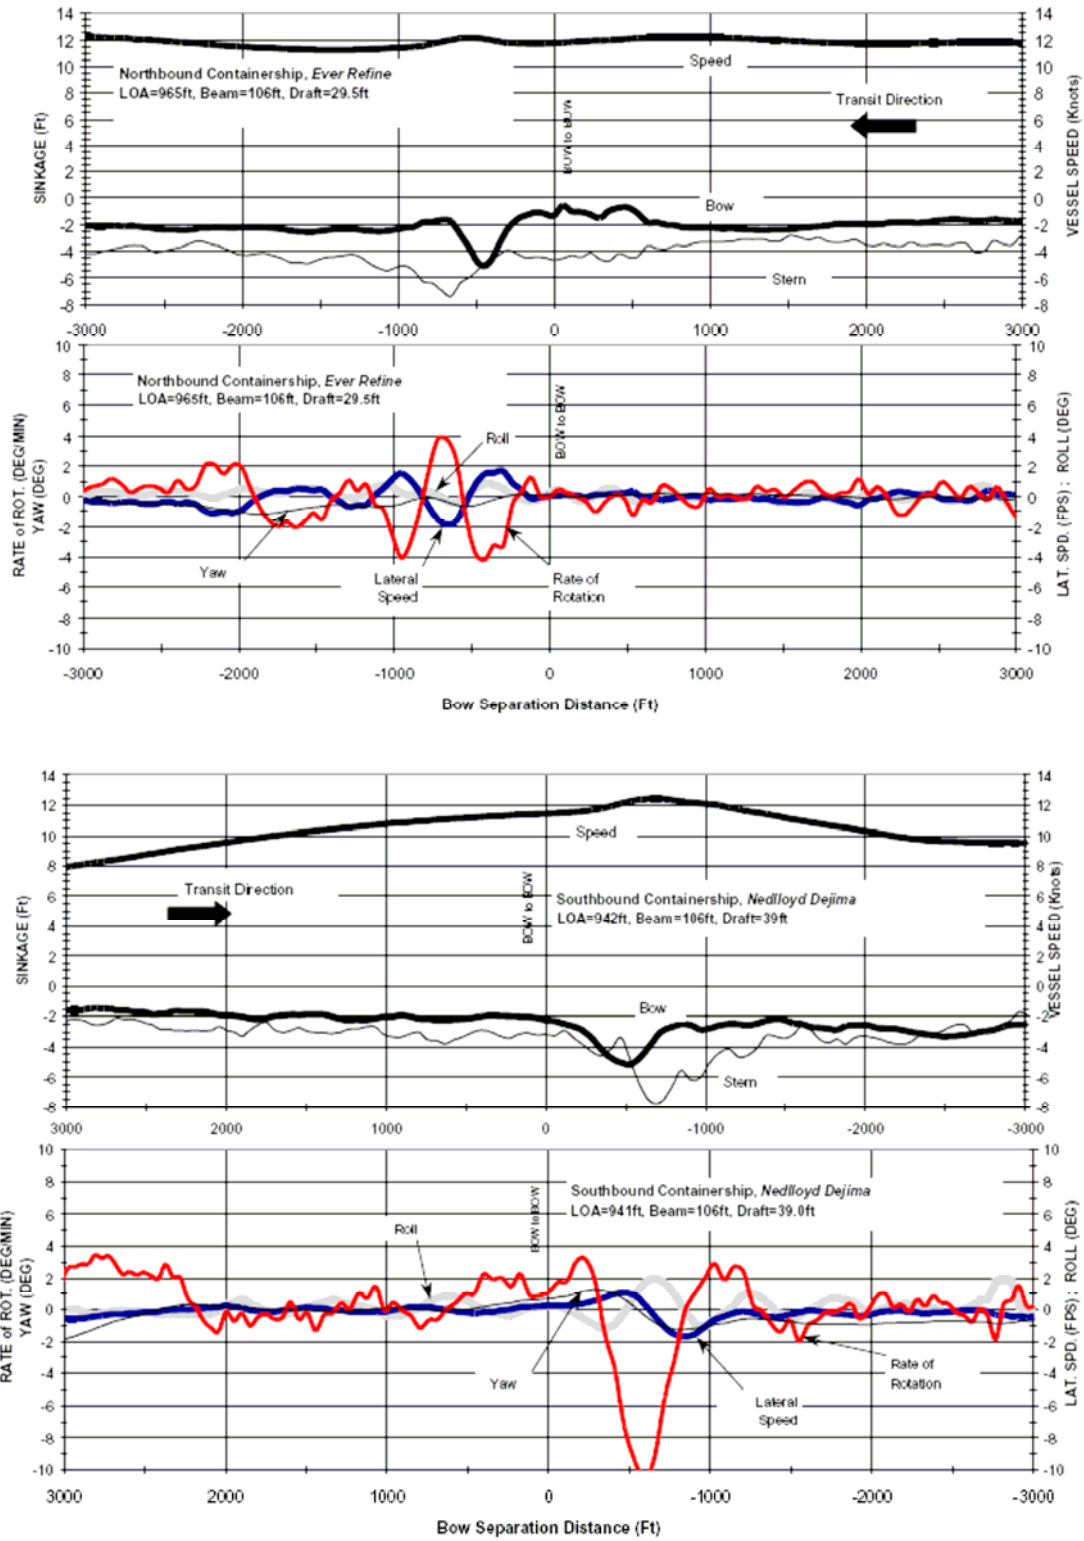 14
12
10
8
6
4
2
0
-2
-4
-6
-8
SINKAGE (Ft)
Northbound Containership, Ever Refine
LOA=965ft, Beam=106ft, Draft=29.5ft
BOW to BOW
Speed
Transit Direction
Bow
Stern
14
12
10
8
6
4
2
0
-2
-4
-6
-8
VESSEL SPEED (Knots)
-3000 -2000 -1000 0 1000 2000 3000
10
8
6
4
2
0
-2
-4
-6
-8
-10
RATE of ROT. (DEG/MIN)
YAW (DEG)
Northbound Containership, Ever Refine
LOA=965ft, Beam=106ft, Draft=29.5ft
BOW to BOW
Roll
Yaw
Lateral
Speed
Rate of
Rotation
10
8
6
4
2
0
-2
-4
-6
-8
-10
LAT. SPD. (FPS) ; ROLL (DEG)
-3000 -2000 -1000 0 1000 2000 3000
Bow Separation Distance (Ft)
14
12
10
8
6
4
2
0
-2
-4
-6
-8
SINKAGE (Ft)
Speed
Transit Direction
BOW to BOW
Southbound Containership, Nedlloyd Dejima
LOA=942ft, Beam=106ft, Draft=39ft
Bow
Stern
14
12
10
8
6
4
2
0
-2
-4
-6
-8
VESSEL SPEED (Knots)
3000 2000 1000 0 -1000 -2000 -3000
10
8
6
4
2
0
-2
-4
-6
-8
-10
RATE of ROT. (DEG/MIN)
YAW (DEG)
BOW to BOW
Southbound Containership, Nedlloyd Dejima
LOA=941ft, Beam=106ft, Draft=39.0ft
Roll
Yaw
Rate of
Rotation
Lateral
Speed
10
8
6
4
2
0
-2
-4
-6
-8
-10
LAT. SPD. (FPS) ; ROLL (DEG)
3000 2000 1000 0 -1000 -2000 -3000
Bow Separation Distance (Ft)